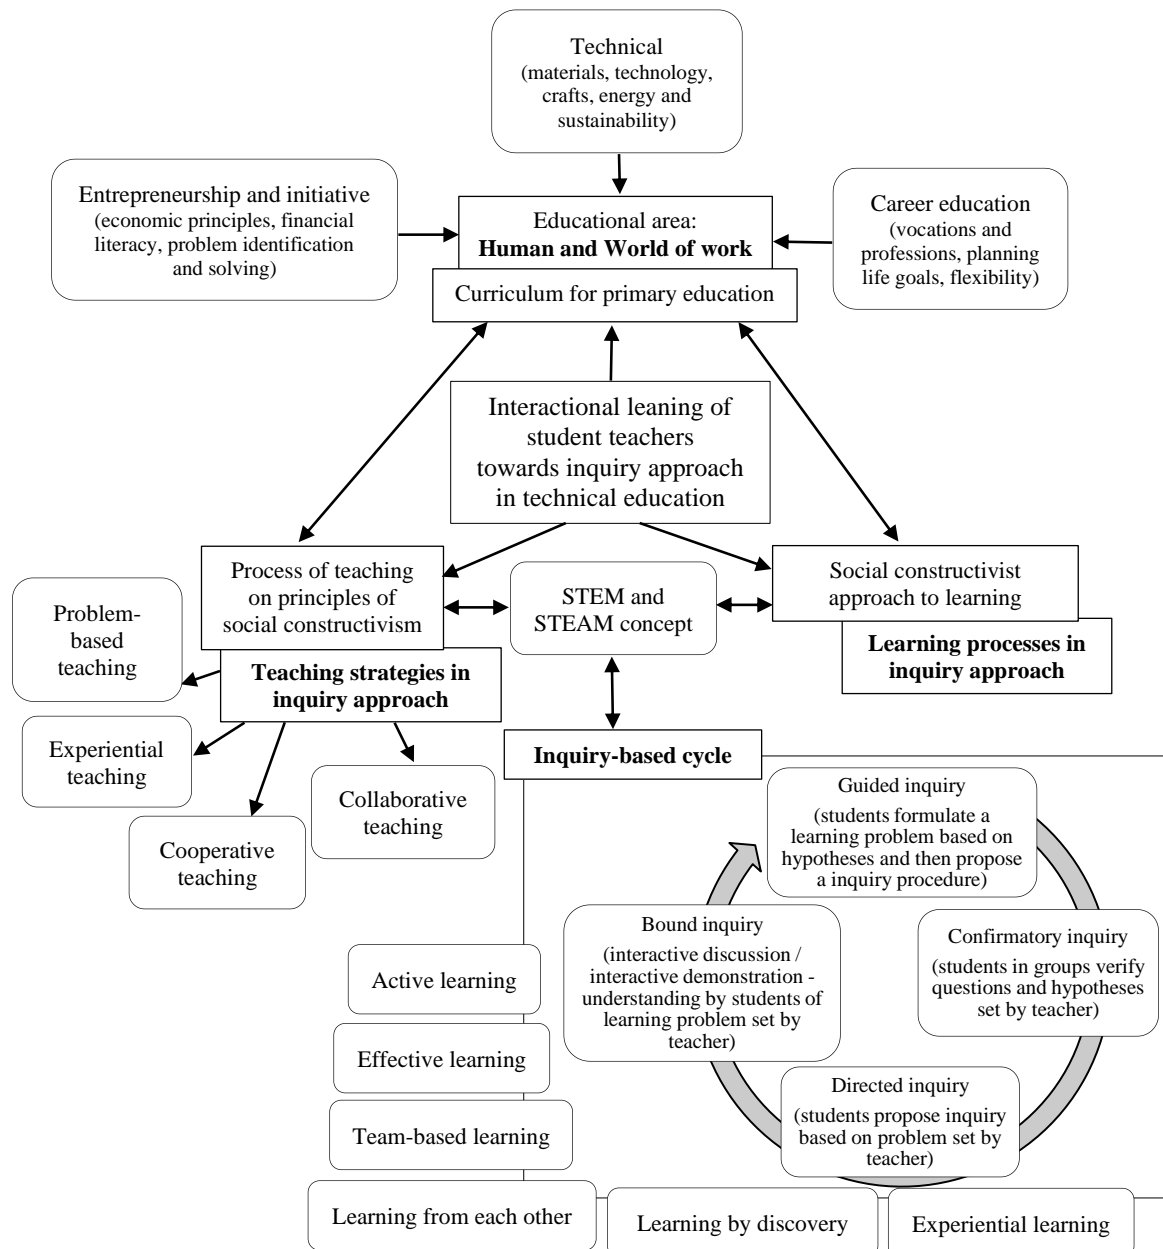 Technical
(materials, technology,
crafts, energy and
sustainability)
Entrepreneurship and initiative
(economic principles, financial
literacy, problem identification
and solving)
Educational area:
Human and World of work
Career education
(vocations and
professions, planning
life goals, flexibility)
Curriculum for primary education
Interactional leaning of
student teachers
towards inquiry approach
in technical education
Process of teaching
on principles of
social constructivism
STEM and
STEAM concept
Social constructivist
approach to learning
Problem-
based
teaching
Teaching strategies in
inquiry approach
Learning processes in
inquiry approach
Experiential
teaching
Collaborative
teaching
Cooperative
teaching
Inquiry-based cycle
Guided inquiry
(students formulate a
learning problem based on
hypotheses and then propose
a inquiry procedure)
Bound inquiry
(interactive discussion /
interactive demonstration -
understanding by students of
learning problem set by
teacher)
Confirmatory inquiry
(students in groups verify
questions and hypotheses
set by teacher)
Directed inquiry
(students propose inquiry
based on problem set by
teacher)
Active learning
Effective learning
Team-based learning
Learning from each other
Learning by discovery
Experiential learning